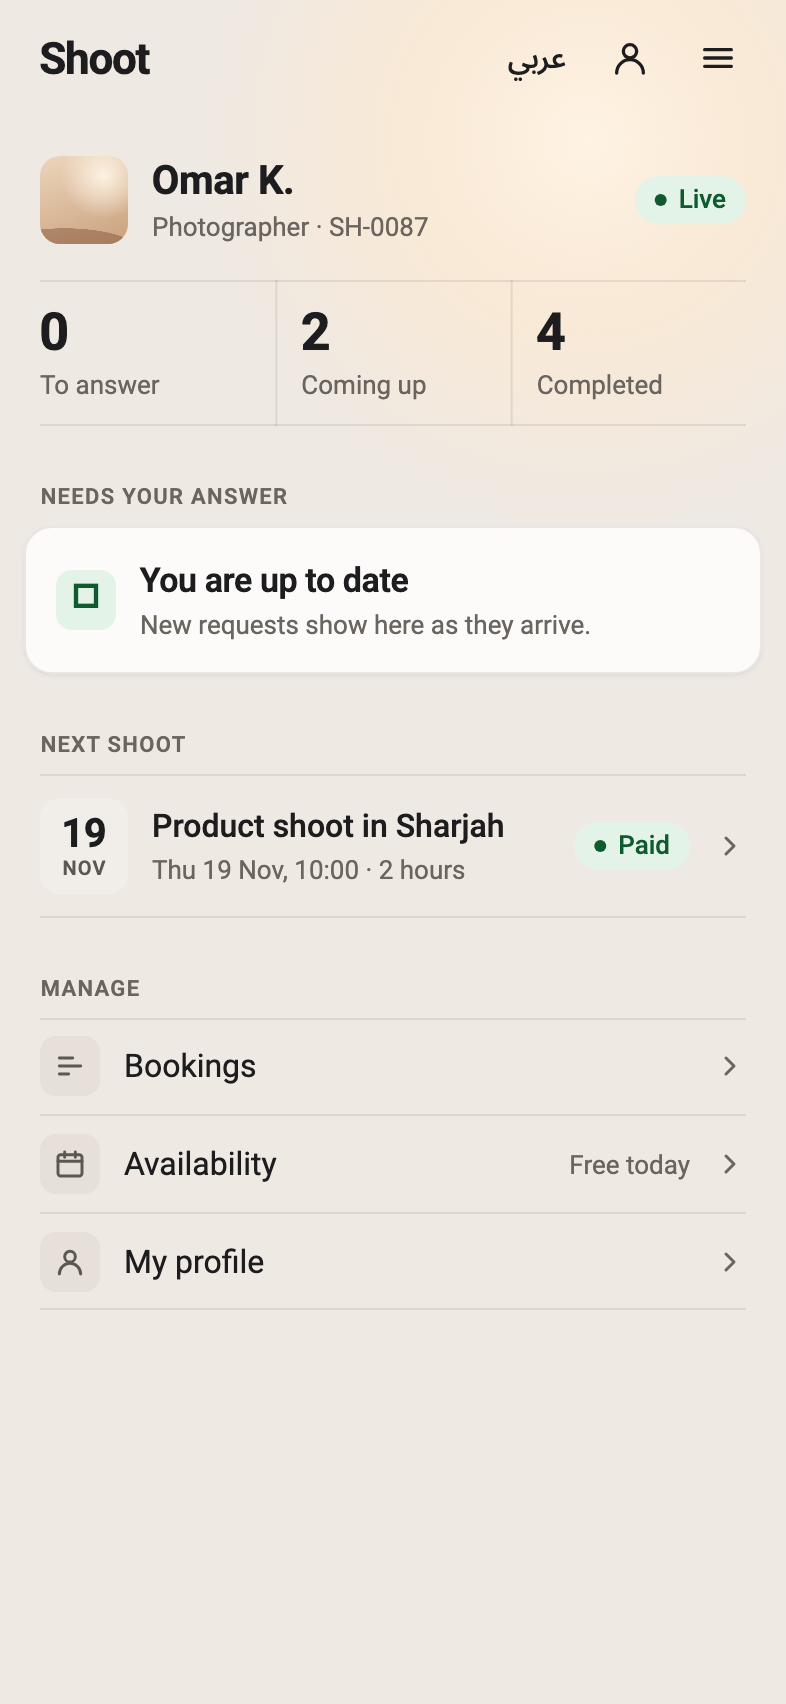 Shoot
عربي
Omar K.
Photographer · SH-0087
Live
0
To answer
2
Coming up
4
Completed
NEEDS YOUR ANSWER
You are up to date
New requests show here as they arrive.
NEXT SHOOT
19
NOV
Product shoot in Sharjah
Thu 19 Nov, 10:00 · 2 hours
Paid
MANAGE
Bookings
Availability
Free today
My profile